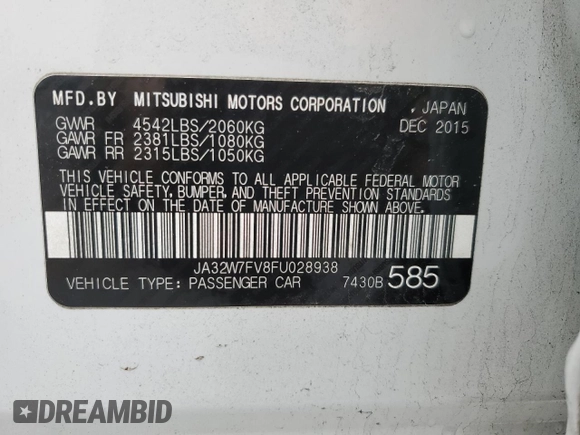 MFD.BY MITSUBISHI MOTORS CORPORATION . JAPAN
GVWR 4542LBS/2060KG DEC 2015
GAWR FR 2381LBS/1080KG
GAWR RR 2315LBS/1050KG
THIS VEHICLE CONFORMS TO ALL APPLICABLE FEDERAL MOTOR
VEHICLE SAFETY, BUMPER, AND THEFT PREVENTION STANDARDS
IN EFFECT ON THE DATE OF MANUFACTURE SHOWN ABOVE.
JA32W7FV8FU028938
VEHICLE TYPE: PASSENGER CAR 7430B 585
DREAMBID